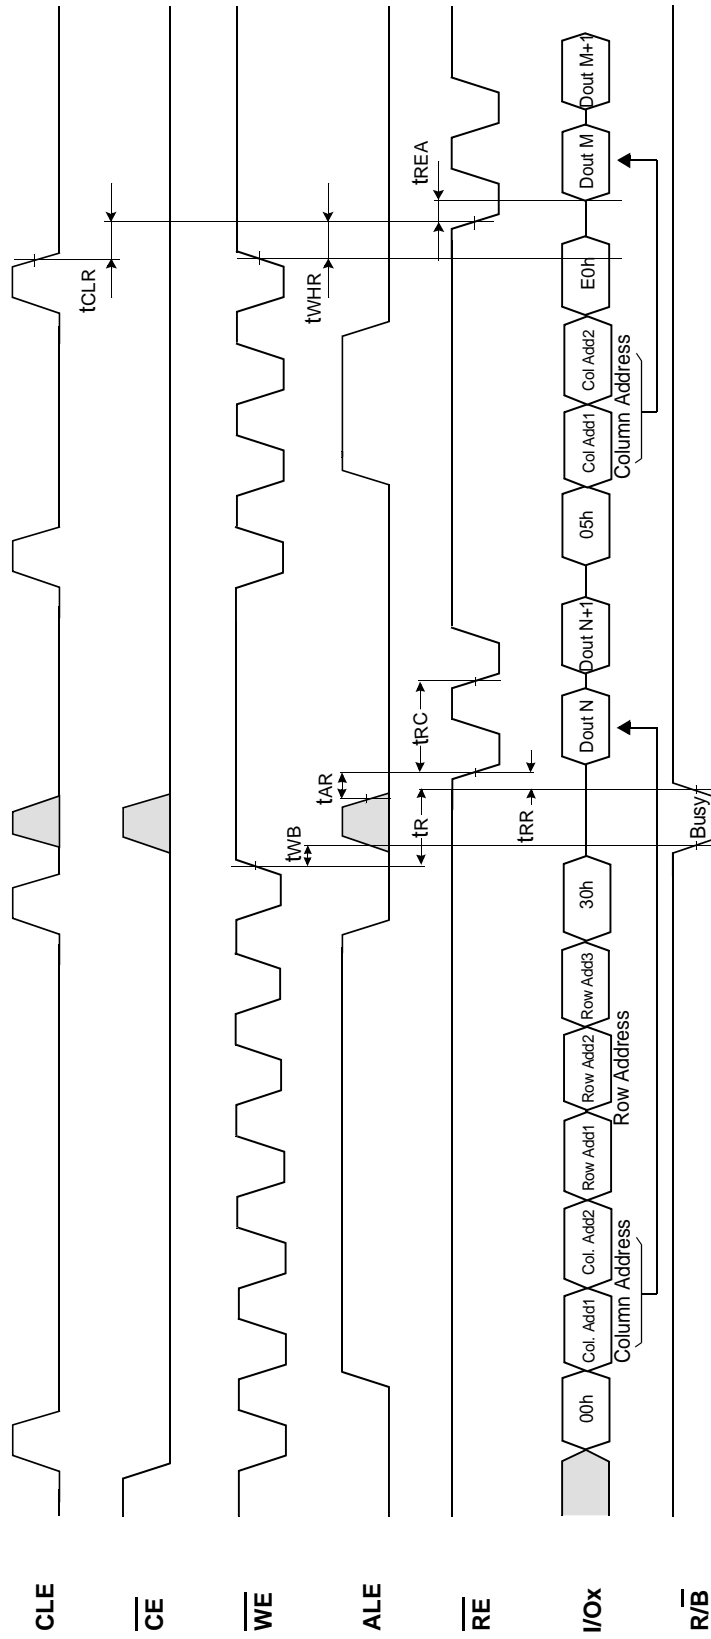 CLE
tCLR
CE
WE
tWB
tWHR
ALE
tAR
RE
tR
tRC
tREA
tRR
I/Ox
00h
Col. Add1
Col. Add2
Row Add1
Row Add2
Row Add3
30h
Dout N
Dout N+1
05h
Col Add1
Col Add2
E0h
Dout M
Dout M+1
Column Address
Row Address
Column Address
R/B
Busy